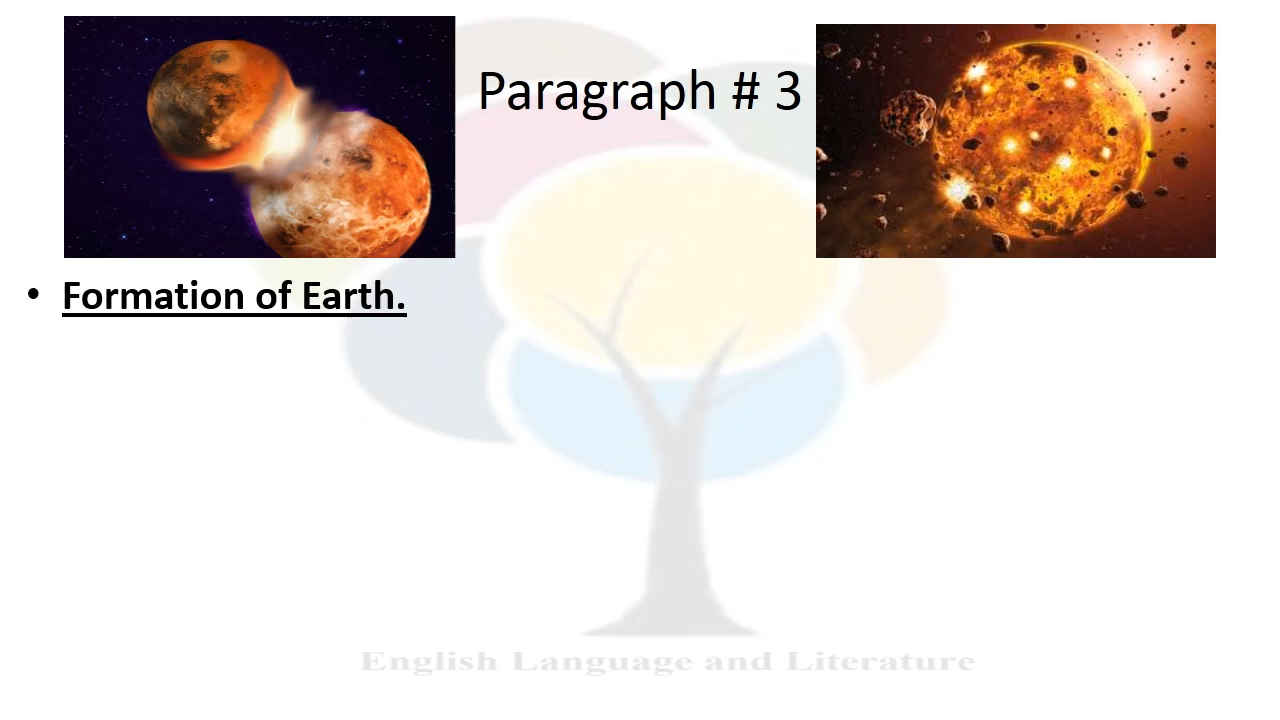 Paragraph # 3
• Formation of Earth.
English Language and Literature